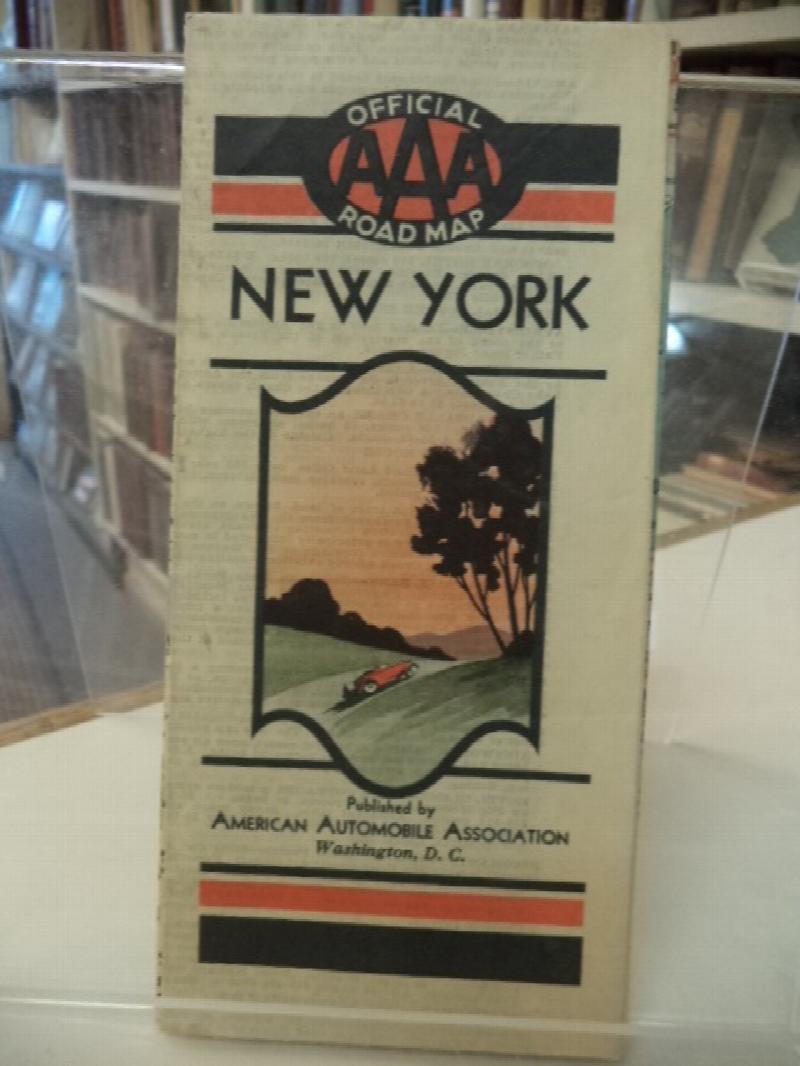 OFFICIAL
AAA
ROAD MAP
NEW YORK
Published by
AMERICAN AUTOMOBILE ASSOCIATION
Washington, D. C.